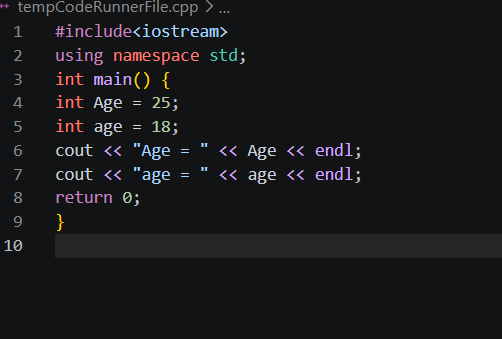 tempCodeRunnerFile.cpp > ...
1 #include<iostream>
2 using namespace std;
3 int main() {
4 int Age = 25;
5 int age = 18;
6 cout << "Age = " << Age << endl;
7 cout << "age = " << age << endl;
8 return 0;
9 }
10